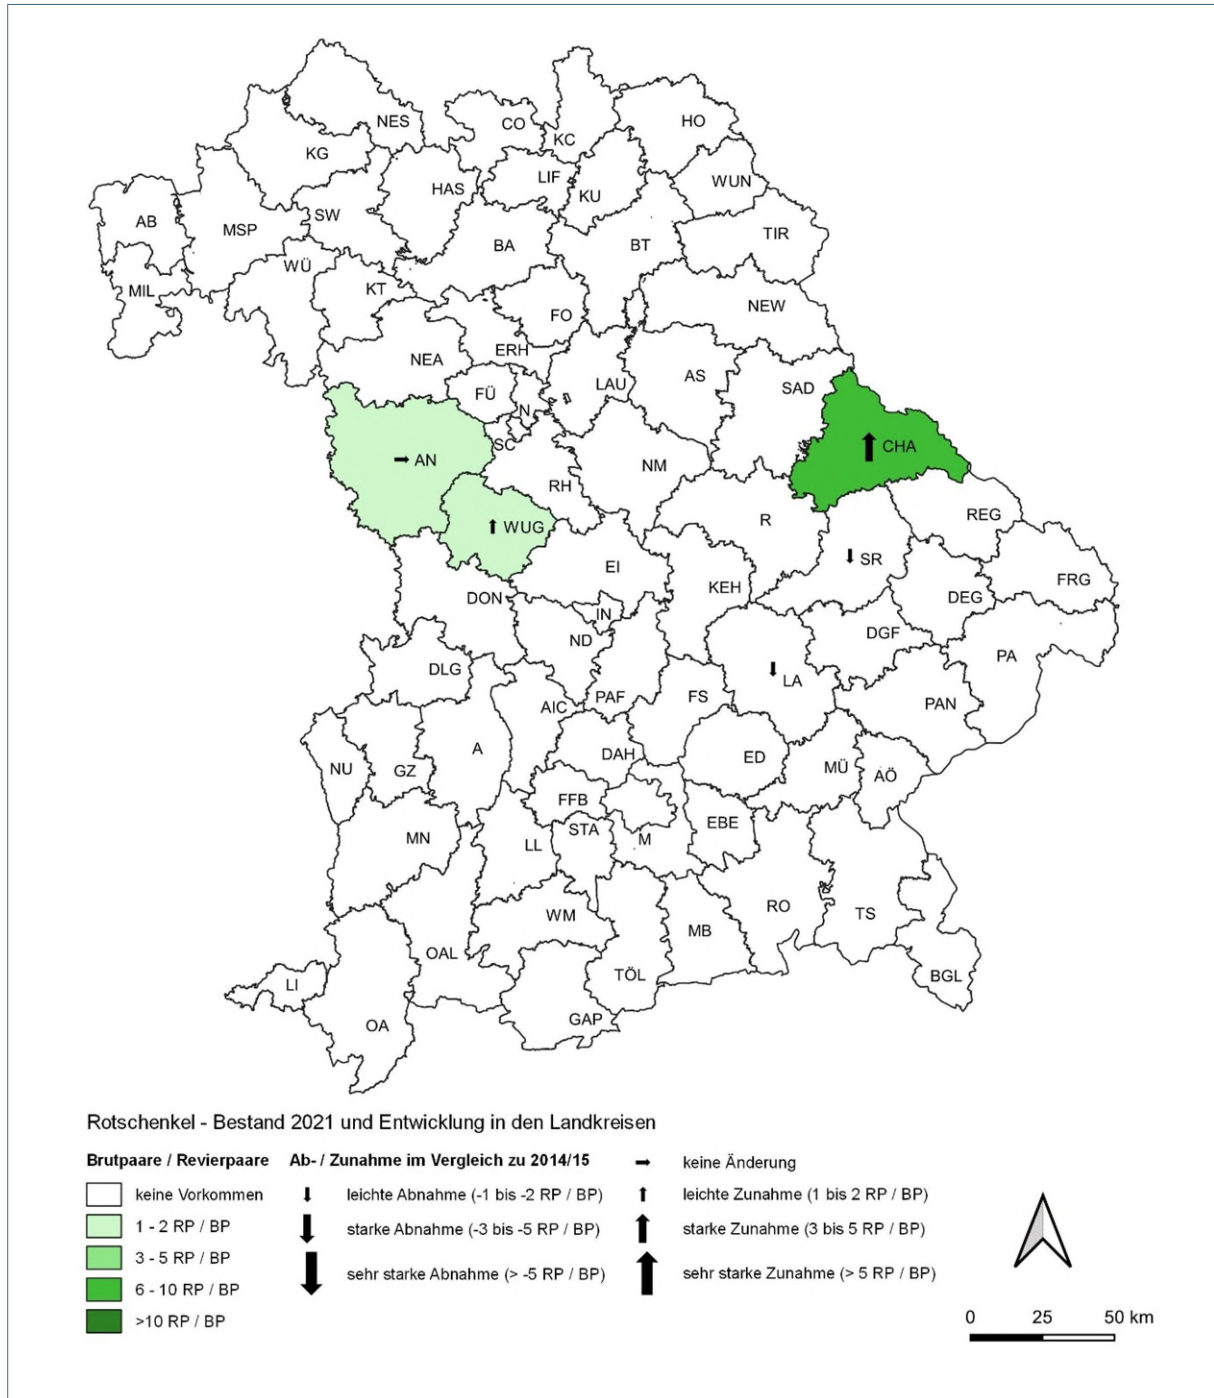 NES
CO
KC
HO
KG
LIF
WUN
HAS
KU
AB
SW
MSP
TIR
BA
BT
WÜ
KT
MIL
NEW
FO
ERH
NEA
AS
LAU
SAD
FÜ
N
SC
CHA
AN
NM
RH
R
REG
WUG
SR
EI
FRG
KEH
DEG
DON
IN
ND
DGF
PA
DLG
LA
FS
PAF
AIC
PAN
A
DAH
ED
MÜ
NU
GZ
AÖ
FFB
EBE
STA
MN
LL
M
RO
WM
TS
MB
OAL
TÖL
BGL
LI
OA
GAP
Rotschenkel - Bestand 2021 und Entwicklung in den Landkreisen
Brutpaare / Revierpaare
keine Vorkommen
1 - 2 RP / BP
3 - 5 RP / BP
6 - 10 RP / BP
>10 RP / BP
Ab- / Zunahme im Vergleich zu 2014/15
leichte Abnahme (-1 bis -2 RP / BP)
starke Abnahme (-3 bis -5 RP / BP)
sehr starke Abnahme (> -5 RP / BP)
keine Änderung
leichte Zunahme (1 bis 2 RP / BP)
starke Zunahme (3 bis 5 RP / BP)
sehr starke Zunahme (> 5 RP / BP)
0 25 50 km